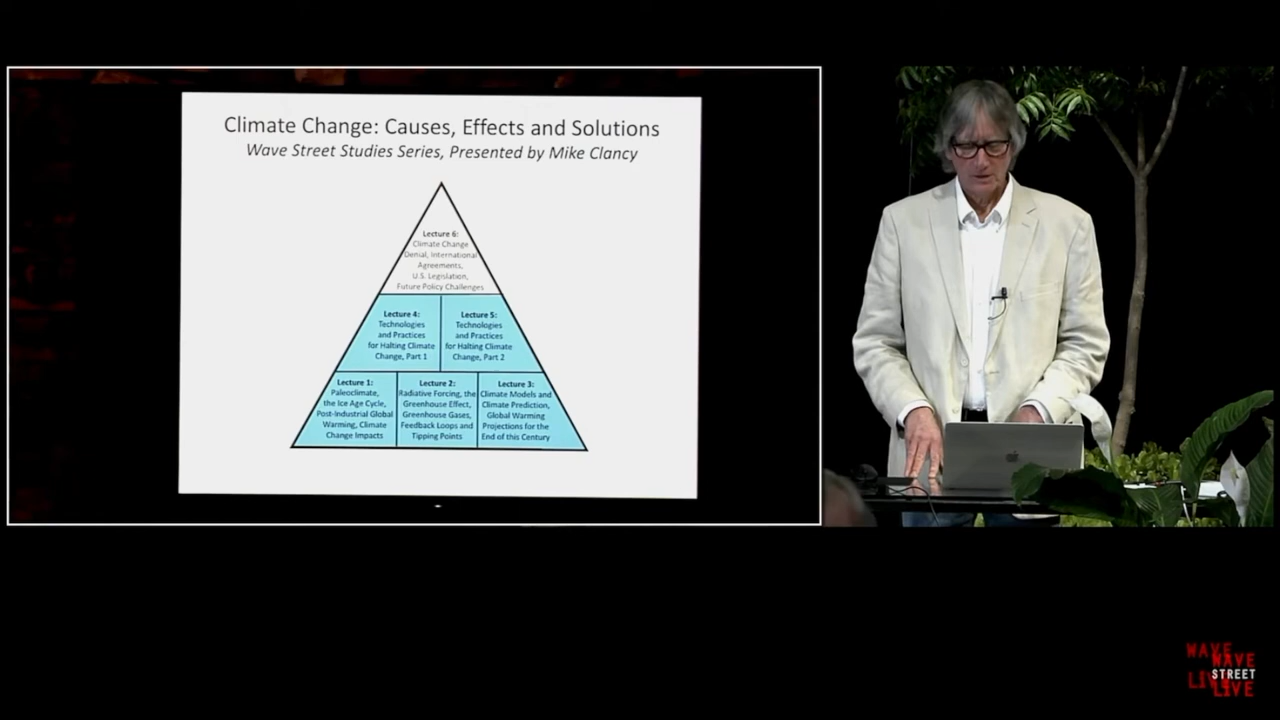 Climate Change: Causes, Effects and Solutions
Wave Street Studies Series, Presented by Mike Clancy
Lecture 6:
Climate Change
Denial, International
Agreements,
U.S. Legislation,
Future Policy Challenges
Lecture 4:
Technologies
and Practices
for Halting Climate
Change, Part 1
Lecture 5:
Technologies
and Practices
for Halting Climate
Change, Part 2
Lecture 1:
Paleoclimate,
the Ice Age Cycle,
Post-Industrial Global
Warming, Climate
Change Impacts
Lecture 2:
Radiative Forcing, the
Greenhouse Effect,
Greenhouse Gases,
Feedback Loops and
Tipping Points
Lecture 3:
Climate Models and
Climate Prediction,
Global Warming
Projections for the
End of this Century
WAVE
WAVE
STREET
LIVE
LIVE